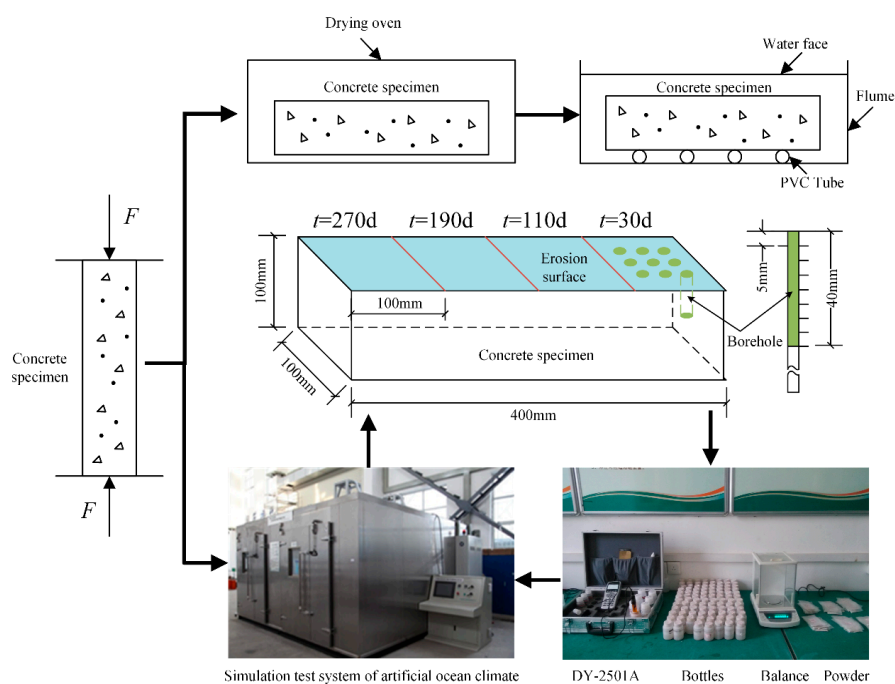 Drying oven
Concrete specimen
Water face
Concrete specimen
Flume
PVC Tube
F
t=270d
t=190d
t=110d
t=30d
Erosion
surface
100mm
100mm
100mm
5mm
40mm
Borehole
Concrete
specimen
Concrete specimen
400mm
F
Simulation test system of artificial ocean climate
DY-2501A
Bottles
Balance
Powder